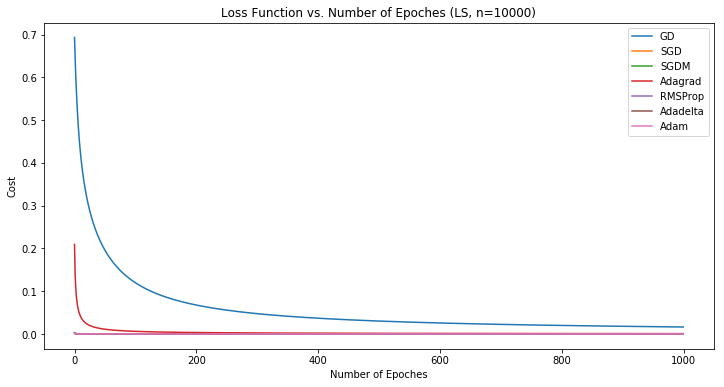 Loss Function vs. Number of Epoches (LS, n=10000)
GD
SGD
SGDM
Adagrad
RMSProp
Adadelta
Adam
Cost
0.7
0.6
0.5
0.4
0.3
0.2
0.1
0.0
0
200
400
600
800
1000
Number of Epoches